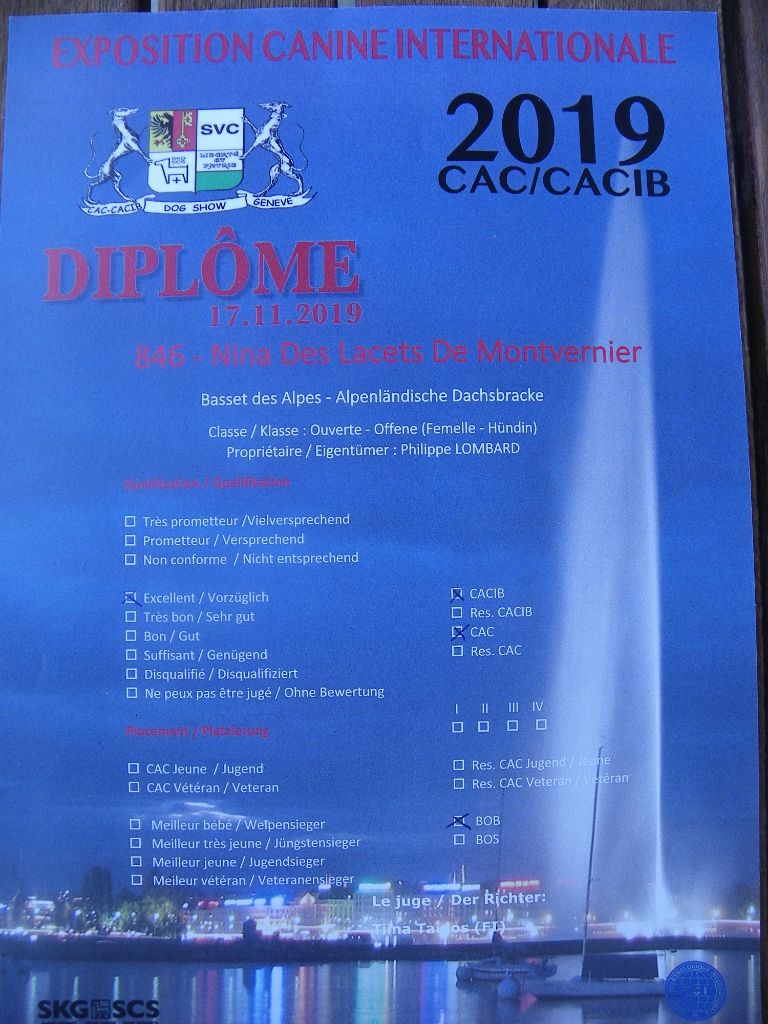 EXPOSITION CANINE INTERNATIONALE
2019
CAC/CACIB
SVC
CAC-CACIB DOG SHOW GENEVE
DIPLÔME
17.11.2019
846 - Nina Des Lacets De Montvernier
Basset des Alpes - Alpenländische Dachsbracke
Classe / Klasse : Ouverte - Offene (Femelle - Hündin)
Propriétaire / Eigentümer : Philippe LOMBARD
Qualification / Qualifikation
Très prometteur /Vielversprechend
Prometteur / Versprechend
Non conforme / Nicht entsprechend
Excellent / Vorzüglich
CACIB
Très bon / Sehr gut
Res. CACIB
Bon / Gut
CAC
Suffisant / Genügend
Res. CAC
Disqualifié / Disqualifiziert
Ne peux pas être jugé / Ohne Bewertung
I II III IV
Placement / Platzierung
CAC Jeune / Jugend
Res. CAC Jugend / Jeune
CAC Vétéran / Veteran
Res. CAC Veteran / Vétéran
Meilleur bébé / Welpensieger
BOB
Meilleur très jeune / Jüngstensieger
BOS
Meilleur jeune / Jugendsieger
Meileur vétéran / Veteranensieger
Le juge / Der Richter:
Tiina (FI)
SKG SCS